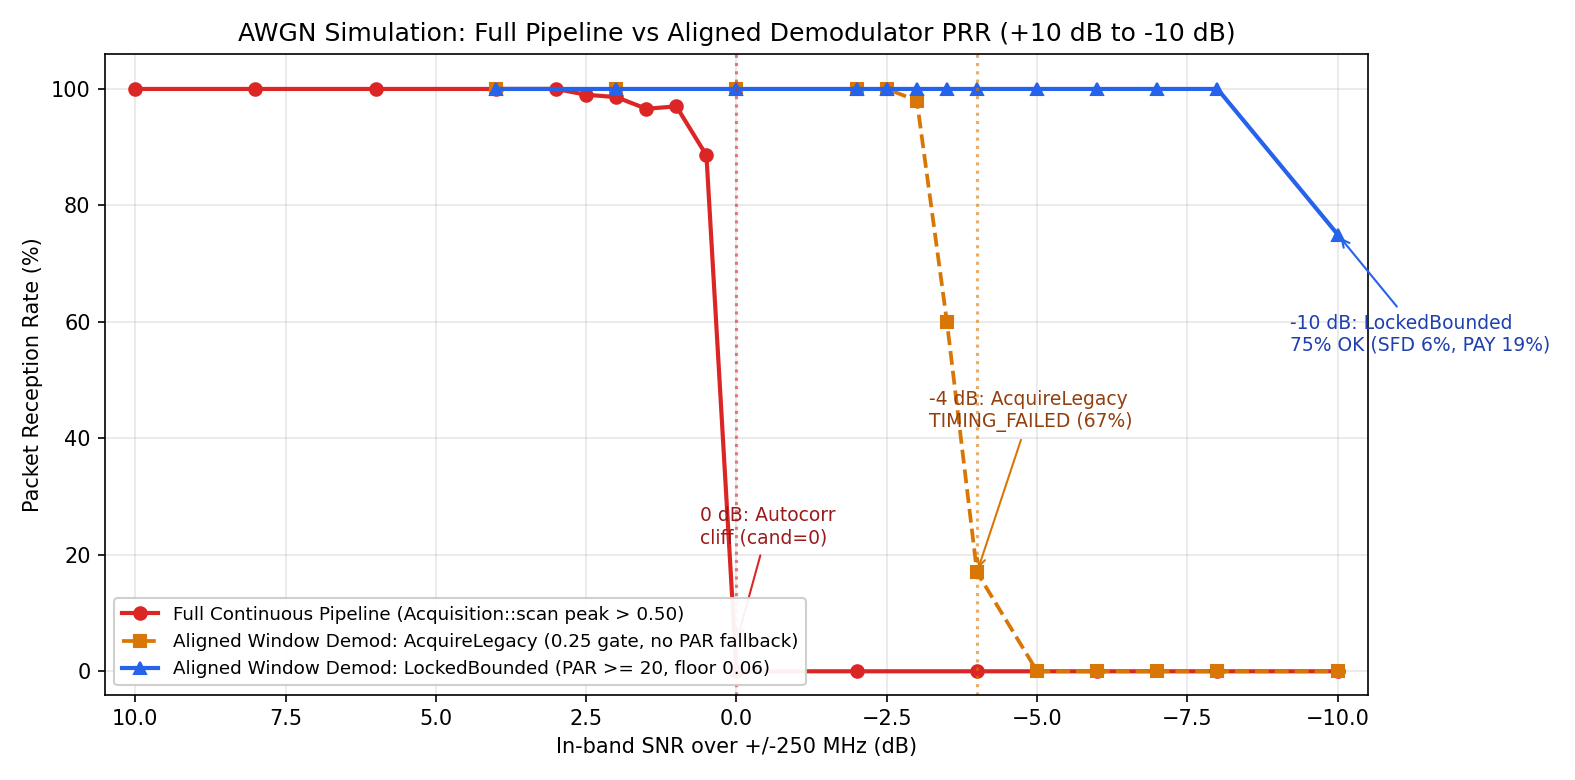 AWGN Simulation: Full Pipeline vs Aligned Demodulator PRR (+10 dB to -10 dB)
Packet Reception Rate (%)
100
80
60
40
20
0
-10 dB: LockedBounded
75% OK (SFD 6%, PAY 19%)
-4 dB: AcquireLegacy
TIMING_FAILED (67%)
0 dB: Autocorr
cliff (cand=0)
Full Continuous Pipeline (Acquisition::scan peak > 0.50)
Aligned Window Demod: AcquireLegacy (0.25 gate, no PAR fallback)
Aligned Window Demod: LockedBounded (PAR >= 20, floor 0.06)
10.0 7.5 5.0 2.5 0.0 −2.5 −5.0 −7.5 −10.0
In-band SNR over +/-250 MHz (dB)